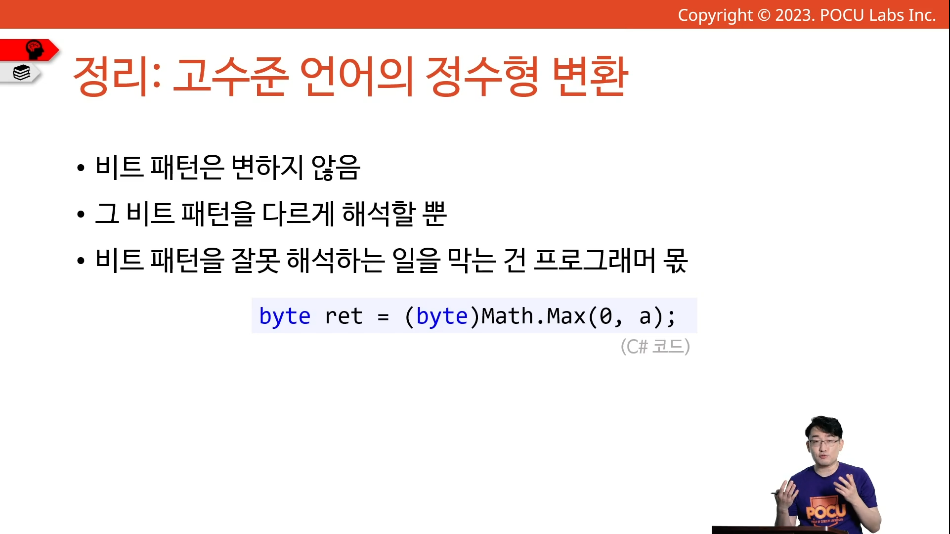 Copyright © 2023. POCU Labs Inc.
정리: 고수준 언어의 정수형 변환
• 비트 패턴은 변하지 않음
• 그 비트 패턴을 다르게 해석할 뿐
• 비트 패턴을 잘못 해석하는 일을 막는 건 프로그래머 몫
byte ret = (byte)Math.Max(0, a);
(C# 코드)
POCU